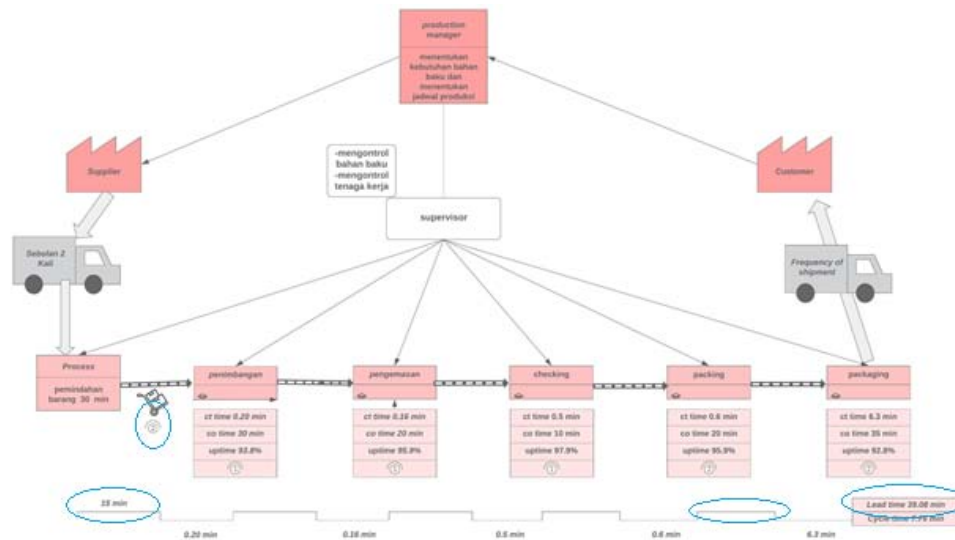 production
manager
menentukan
kebutuhan bahan
baku dan
menentukan
jadwal produksi
-mengontrol
bahan baku
-mengontrol
tenaga kerja
Supplier
Customer
supervisor
Sebulan 2
Kali
Frequency of
shipment
Process
pemindahan
barang 30 min
penimbangan
ct time 0.20 min
co time 30 min
uptime 93.8%
pengemasan
ct time 0.16 min
co time 20 min
uptime 95.8%
checking
ct time 0.5 min
co time 10 min
uptime 97.9%
packing
ct time 0.6 min
co time 20 min
uptime 95.9%
packaging
ct time 6.3 min
co time 35 min
uptime 92.8%
15 min
0.20 min
0.16 min
0.5 min
0.6 min
6.3 min
Lead time 39.08 min
Cycle time 7.76 min